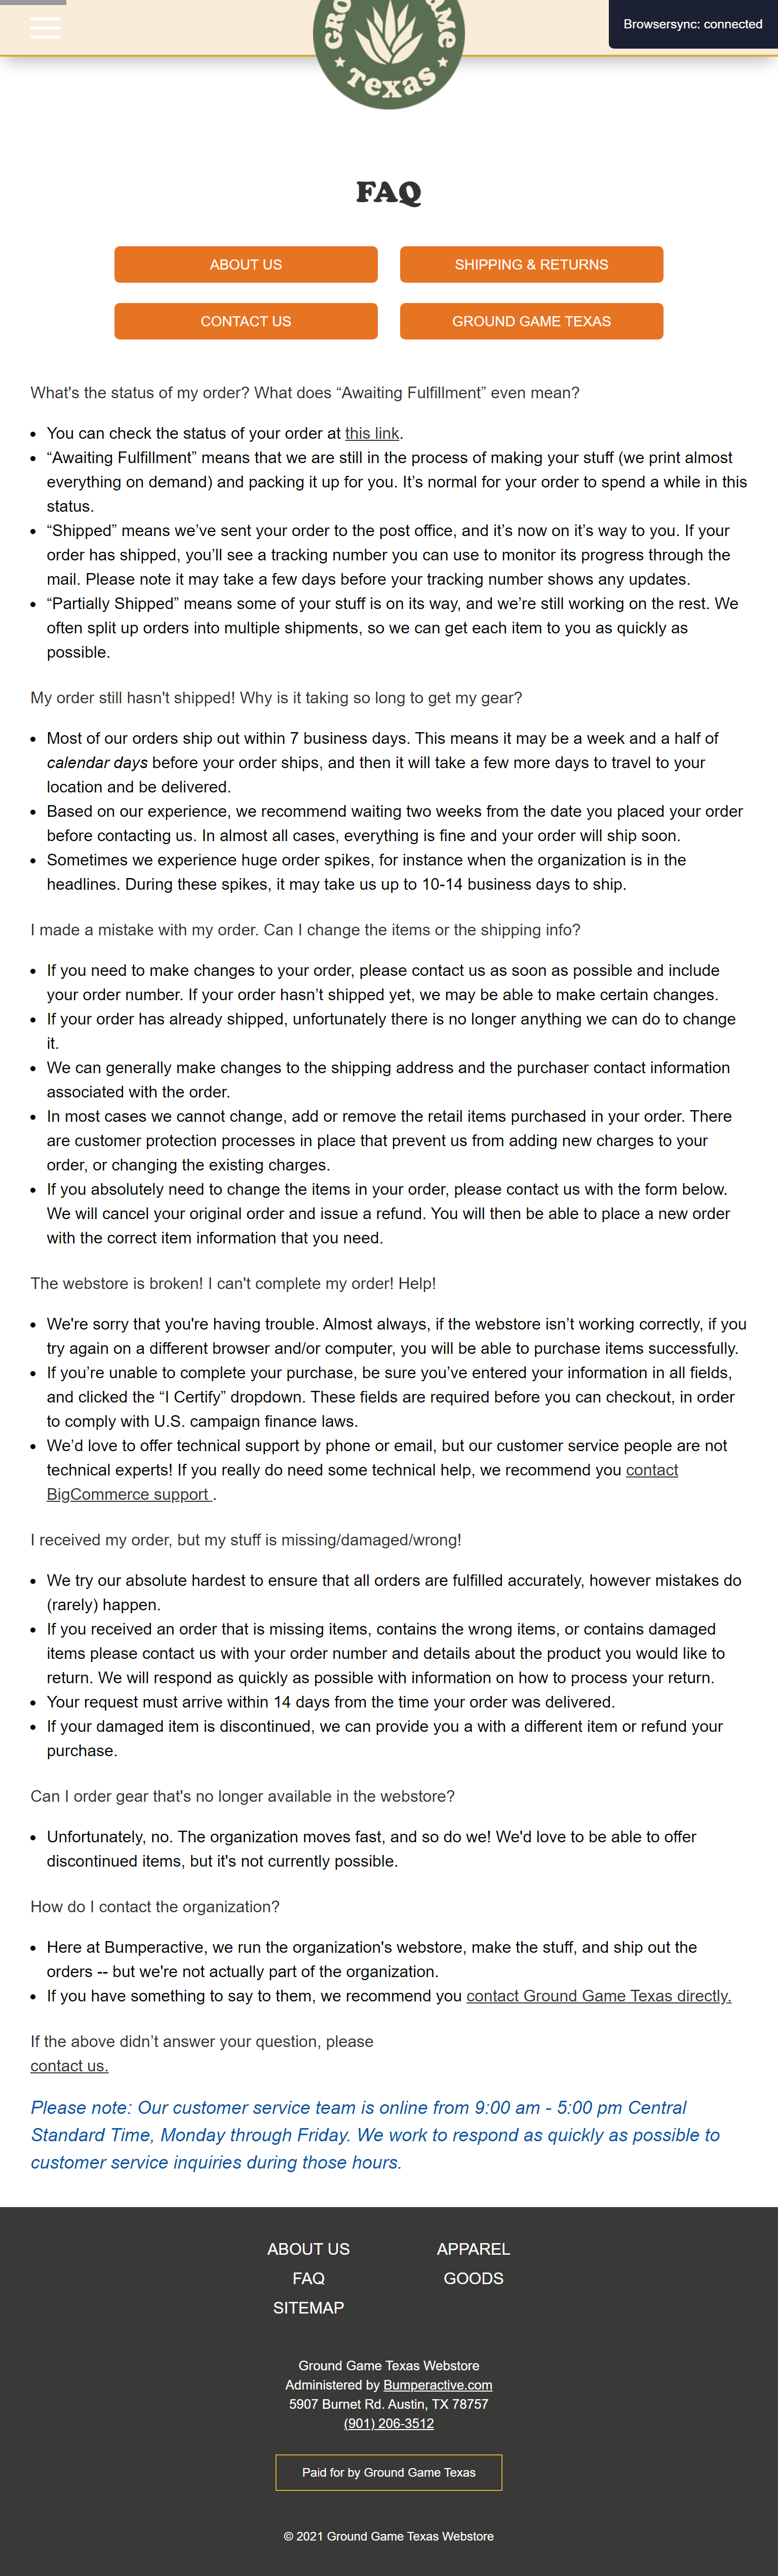 Browsersync: connected
Texas
FAQ
ABOUT US
SHIPPING & RETURNS
CONTACT US
GROUND GAME TEXAS
What's the status of my order? What does “Awaiting Fulfillment” even mean?
• You can check the status of your order at this link.
• “Awaiting Fulfillment” means that we are still in the process of making your stuff (we print almost
everything on demand) and packing it up for you. It’s normal for your order to spend a while in this
status.
• “Shipped” means we’ve sent your order to the post office, and it’s now on it’s way to you. If your
order has shipped, you’ll see a tracking number you can use to monitor its progress through the
mail. Please note it may take a few days before your tracking number shows any updates.
• “Partially Shipped” means some of your stuff is on its way, and we’re still working on the rest. We
often split up orders into multiple shipments, so we can get each item to you as quickly as
possible.
My order still hasn't shipped! Why is it taking so long to get my gear?
• Most of our orders ship out within 7 business days. This means it may be a week and a half of
calendar days before your order ships, and then it will take a few more days to travel to your
location and be delivered.
• Based on our experience, we recommend waiting two weeks from the date you placed your order
before contacting us. In almost all cases, everything is fine and your order will ship soon.
• Sometimes we experience huge order spikes, for instance when the organization is in the
headlines. During these spikes, it may take us up to 10-14 business days to ship.
I made a mistake with my order. Can I change the items or the shipping info?
• If you need to make changes to your order, please contact us as soon as possible and include
your order number. If your order hasn’t shipped yet, we may be able to make certain changes.
• If your order has already shipped, unfortunately there is no longer anything we can do to change
it.
• We can generally make changes to the shipping address and the purchaser contact information
associated with the order.
• In most cases we cannot change, add or remove the retail items purchased in your order. There
are customer protection processes in place that prevent us from adding new charges to your
order, or changing the existing charges.
• If you absolutely need to change the items in your order, please contact us with the form below.
We will cancel your original order and issue a refund. You will then be able to place a new order
with the correct item information that you need.
The webstore is broken! I can't complete my order! Help!
• We're sorry that you're having trouble. Almost always, if the webstore isn’t working correctly, if you
try again on a different browser and/or computer, you will be able to purchase items successfully.
• If you’re unable to complete your purchase, be sure you’ve entered your information in all fields,
and clicked the “I Certify” dropdown. These fields are required before you can checkout, in order
to comply with U.S. campaign finance laws.
• We’d love to offer technical support by phone or email, but our customer service people are not
technical experts! If you really do need some technical help, we recommend you contact
BigCommerce support .
I received my order, but my stuff is missing/damaged/wrong!
• We try our absolute hardest to ensure that all orders are fulfilled accurately, however mistakes do
(rarely) happen.
• If you received an order that is missing items, contains the wrong items, or contains damaged
items please contact us with your order number and details about the product you would like to
return. We will respond as quickly as possible with information on how to process your return.
• Your request must arrive within 14 days from the time your order was delivered.
• If your damaged item is discontinued, we can provide you a with a different item or refund your
purchase.
Can I order gear that's no longer available in the webstore?
• Unfortunately, no. The organization moves fast, and so do we! We'd love to be able to offer
discontinued items, but it's not currently possible.
How do I contact the organization?
• Here at Bumperactive, we run the organization's webstore, make the stuff, and ship out the
orders -- but we're not actually part of the organization.
• If you have something to say to them, we recommend you contact Ground Game Texas directly.
If the above didn’t answer your question, please
contact us.
Please note: Our customer service team is online from 9:00 am - 5:00 pm Central
Standard Time, Monday through Friday. We work to respond as quickly as possible to
customer service inquiries during those hours.
ABOUT US
APPAREL
FAQ
GOODS
SITEMAP
Ground Game Texas Webstore
Administered by Bumperactive.com
5907 Burnet Rd. Austin, TX 78757
(901) 206-3512
Paid for by Ground Game Texas
© 2021 Ground Game Texas Webstore